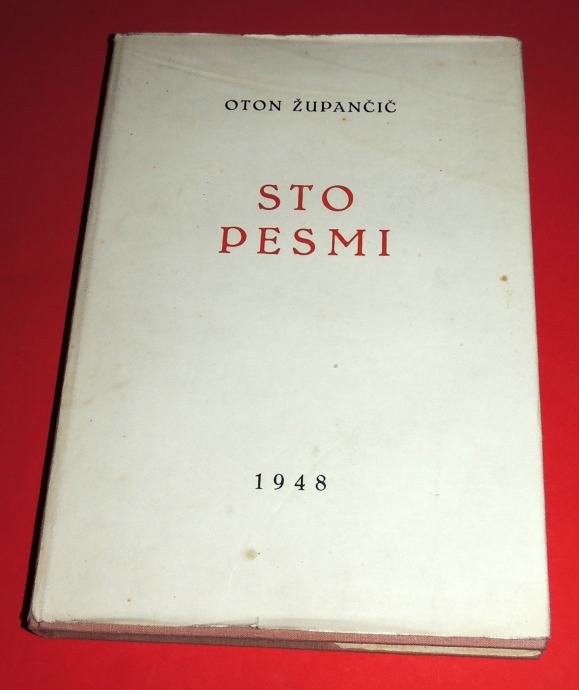 OTON ŽUPANČIČ
STO
PESMI
1948